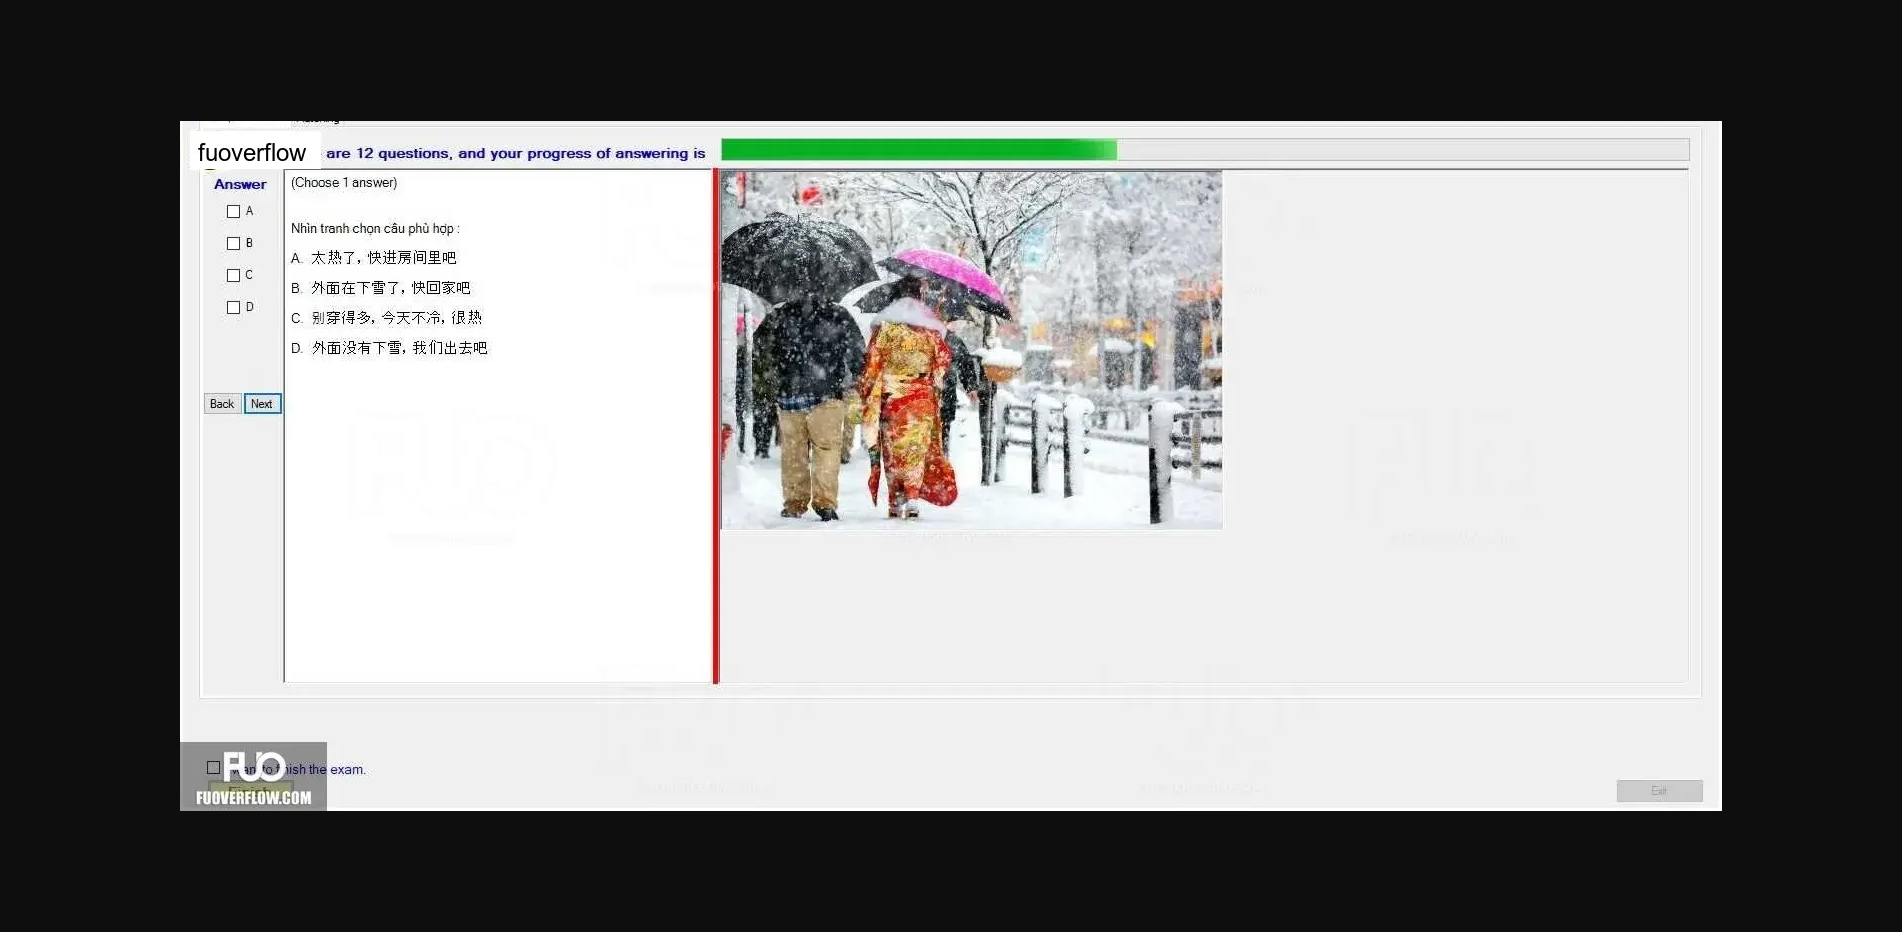 fuoverflow are 12 questions, and your progress of answering is
Answer
(Choose 1 answer)
A
B
C
D
Nhìn tranh chọn câu phù hợp :
A. 太热了, 快进房间里吧
B. 外面在下雪了, 快回家吧
C. 别穿得多, 今天不冷, 很热
D. 外面没有下雪, 我们出去吧
Back Next
FUO
to finish the exam.
FUOVERFLOW.COM
Exit